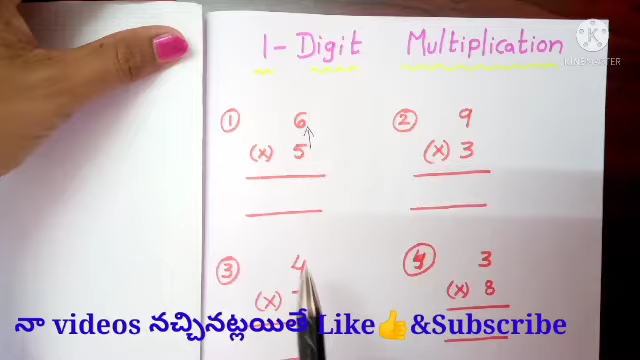 1-Digit Multiplication
K
KINEMASTER
① 6
(x) 5
② 9
(x) 3
③ 4
(x)
④ 3
(x) 8
నా videos నచ్చినట్లయితే Like👍&Subscribe